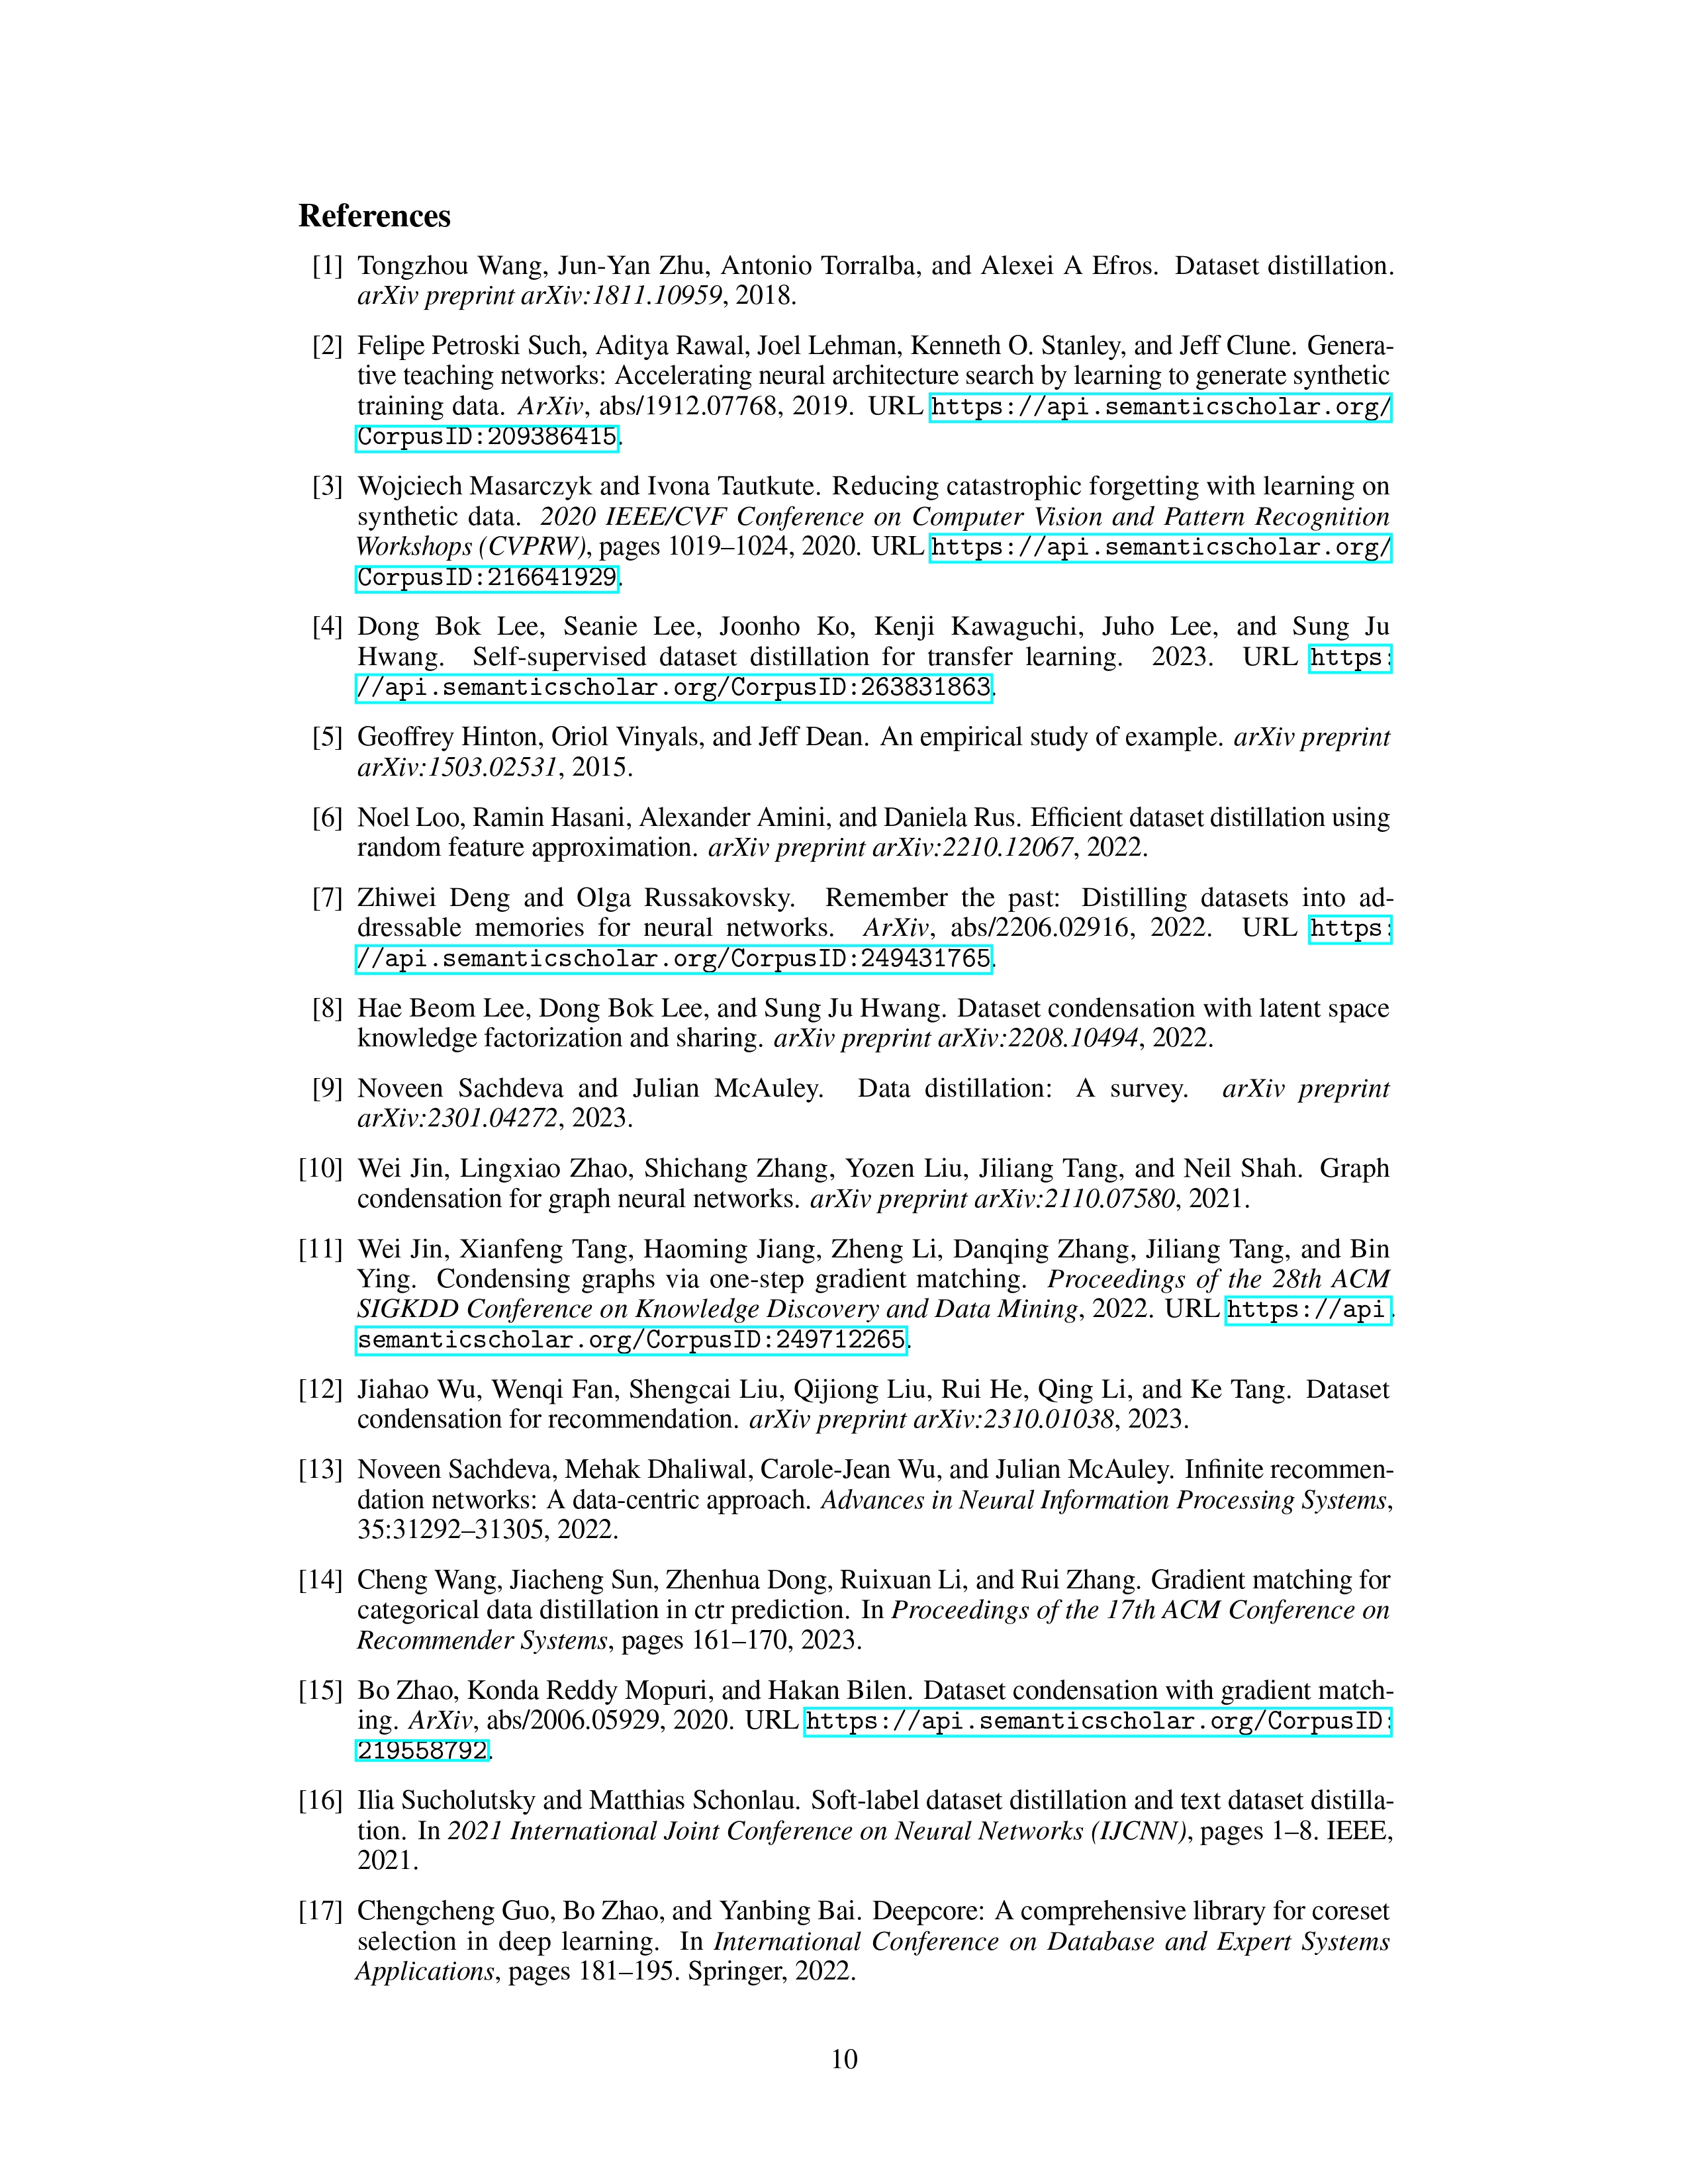 References
[1] Tongzhou Wang, Jun-Yan Zhu, Antonio Torralba, and Alexei A Efros. Dataset distillation.
arXiv preprint arXiv:1811.10959, 2018.
[2] Felipe Petroski Such, Aditya Rawal, Joel Lehman, Kenneth O. Stanley, and Jeff Clune. Genera-
tive teaching networks: Accelerating neural architecture search by learning to generate synthetic
training data. ArXiv, abs/1912.07768, 2019. URL https://api.semanticscholar.org/
CorpusID:209386415.
[3] Wojciech Masarczyk and Ivona Tautkute. Reducing catastrophic forgetting with learning on
synthetic data. 2020 IEEE/CVF Conference on Computer Vision and Pattern Recognition
Workshops (CVPRW), pages 1019–1024, 2020. URL https://api.semanticscholar.org/
CorpusID:216641929.
[4] Dong Bok Lee, Seanie Lee, Joonho Ko, Kenji Kawaguchi, Juho Lee, and Sung Ju
Hwang. Self-supervised dataset distillation for transfer learning. 2023. URL https:
//api.semanticscholar.org/CorpusID:263831863.
[5] Geoffrey Hinton, Oriol Vinyals, and Jeff Dean. An empirical study of example. arXiv preprint
arXiv:1503.02531, 2015.
[6] Noel Loo, Ramin Hasani, Alexander Amini, and Daniela Rus. Efficient dataset distillation using
random feature approximation. arXiv preprint arXiv:2210.12067, 2022.
[7] Zhiwei Deng and Olga Russakovsky. Remember the past: Distilling datasets into ad-
dressable memories for neural networks. ArXiv, abs/2206.02916, 2022. URL https:
//api.semanticscholar.org/CorpusID:249431765.
[8] Hae Beom Lee, Dong Bok Lee, and Sung Ju Hwang. Dataset condensation with latent space
knowledge factorization and sharing. arXiv preprint arXiv:2208.10494, 2022.
[9] Noveen Sachdeva and Julian McAuley. Data distillation: A survey. arXiv preprint
arXiv:2301.04272, 2023.
[10] Wei Jin, Lingxiao Zhao, Shichang Zhang, Yozen Liu, Jiliang Tang, and Neil Shah. Graph
condensation for graph neural networks. arXiv preprint arXiv:2110.07580, 2021.
[11] Wei Jin, Xianfeng Tang, Haoming Jiang, Zheng Li, Danqing Zhang, Jiliang Tang, and Bin
Ying. Condensing graphs via one-step gradient matching. Proceedings of the 28th ACM
SIGKDD Conference on Knowledge Discovery and Data Mining, 2022. URL https://api.
semanticscholar.org/CorpusID:249712265.
[12] Jiahao Wu, Wenqi Fan, Shengcai Liu, Qijiong Liu, Rui He, Qing Li, and Ke Tang. Dataset
condensation for recommendation. arXiv preprint arXiv:2310.01038, 2023.
[13] Noveen Sachdeva, Mehak Dhaliwal, Carole-Jean Wu, and Julian McAuley. Infinite recommen-
dation networks: A data-centric approach. Advances in Neural Information Processing Systems,
35:31292–31305, 2022.
[14] Cheng Wang, Jiacheng Sun, Zhenhua Dong, Ruixuan Li, and Rui Zhang. Gradient matching for
categorical data distillation in ctr prediction. In Proceedings of the 17th ACM Conference on
Recommender Systems, pages 161–170, 2023.
[15] Bo Zhao, Konda Reddy Mopuri, and Hakan Bilen. Dataset condensation with gradient match-
ing. ArXiv, abs/2006.05929, 2020. URL https://api.semanticscholar.org/CorpusID:
219558792.
[16] Ilia Sucholutsky and Matthias Schonlau. Soft-label dataset distillation and text dataset distilla-
tion. In 2021 International Joint Conference on Neural Networks (IJCNN), pages 1–8. IEEE,
2021.
[17] Chengcheng Guo, Bo Zhao, and Yanbing Bai. Deepcore: A comprehensive library for coreset
selection in deep learning. In International Conference on Database and Expert Systems
Applications, pages 181–195. Springer, 2022.
10